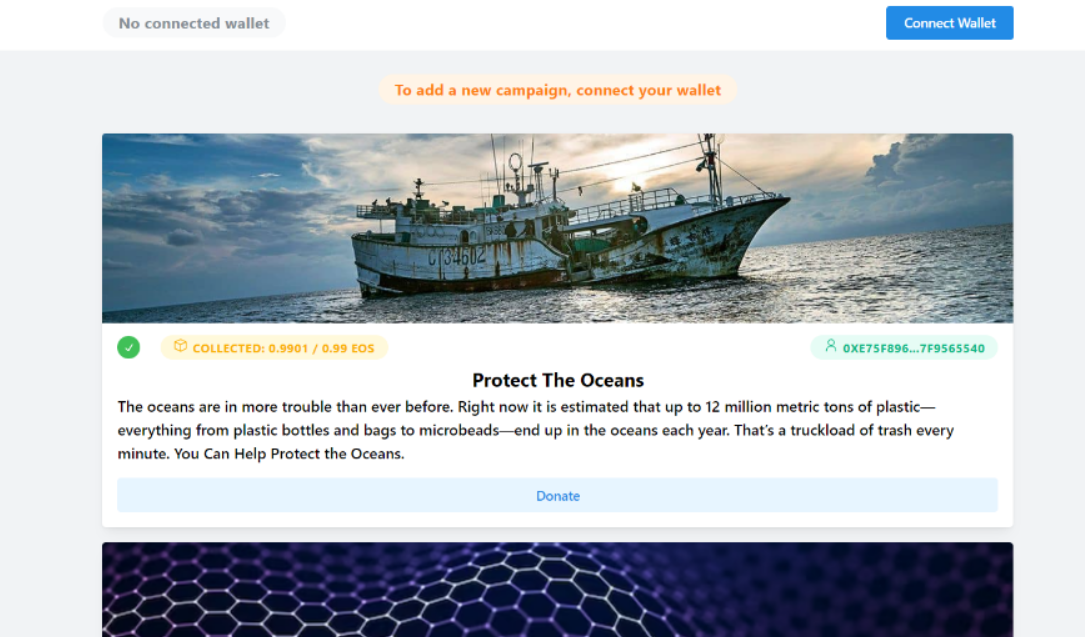 No connected wallet
Connect Wallet
To add a new campaign, connect your wallet
CT34602
COLLECTED: 0.9901 / 0.99 EOS
0XE75F896...7F9565540
Protect The Oceans
The oceans are in more trouble than ever before. Right now it is estimated that up to 12 million metric tons of plastic—
everything from plastic bottles and bags to microbeads—end up in the oceans each year. That's a truckload of trash every
minute. You Can Help Protect the Oceans.
Donate